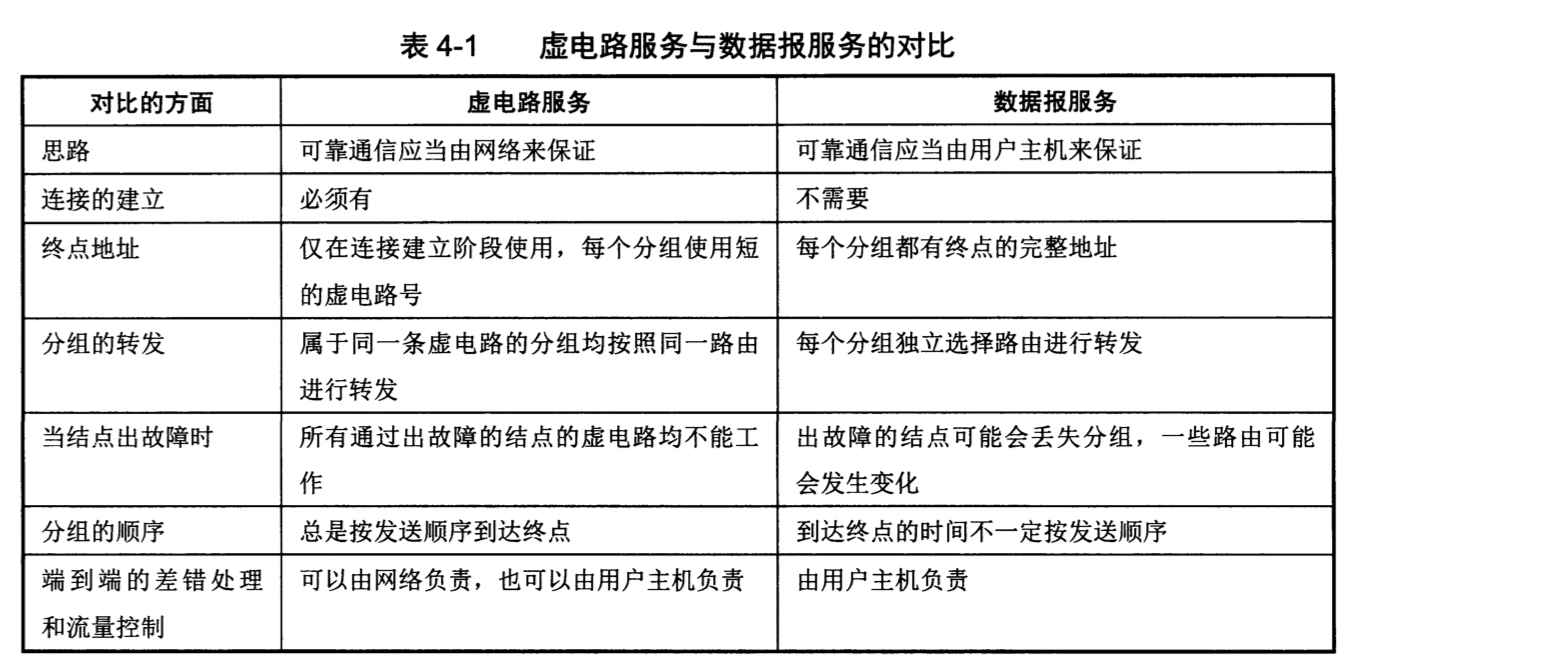 表 4-1 虚电路服务与数据报服务的对比
对比的方面 虚电路服务 数据报服务
思路 可靠通信应当由网络来保证 可靠通信应当由用户主机来保证
连接的建立 必须有 不需要
终点地址 仅在连接建立阶段使用，每个分组使用短 每个分组都有终点的完整地址
的虚电路号
分组的转发 属于同一条虚电路的分组均按照同一路由 每个分组独立选择路由进行转发
进行转发
当结点出故障时 所有通过出故障的结点的虚电路均不能工 出故障的结点可能会丢失分组，一些路由可能
作 会发生变化
分组的顺序 总是按发送顺序到达终点 到达终点的时间不一定按发送顺序
端到端的差错处理 可以由网络负责，也可以由用户主机负责 由用户主机负责
和流量控制